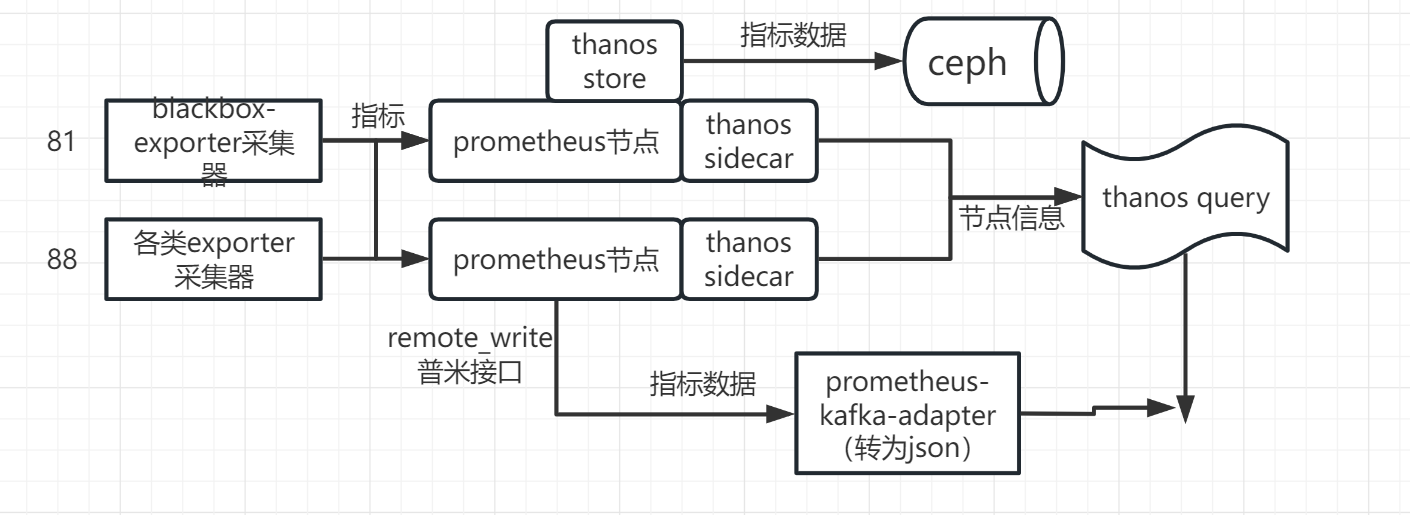 thanos
store
指标数据
ceph
81
blackbox-
exporter采集
器
指标
prometheus节点
thanos
sidecar
节点信息
thanos query
88
各类exporter
采集器
prometheus节点
thanos
sidecar
remote_write
普米接口
指标数据
prometheus-
kafka-adapter
（转为json）